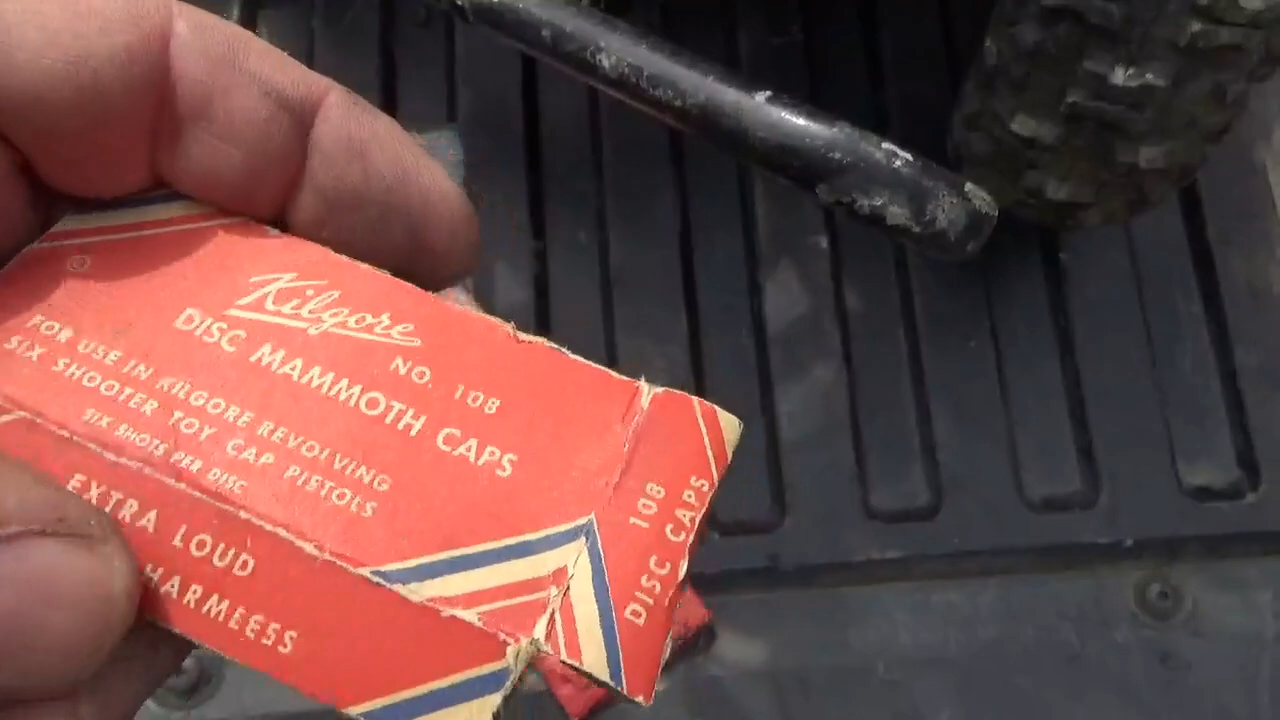 Kilgore
NO. 108
DISC MAMMOTH CAPS
FOR USE IN KILGORE REVOLVING
SIX SHOOTER TOY CAP PISTOLS
SIX SHOTS PER DISC
EXTRA LOUD
HARMLESS
108
DISC CAPS